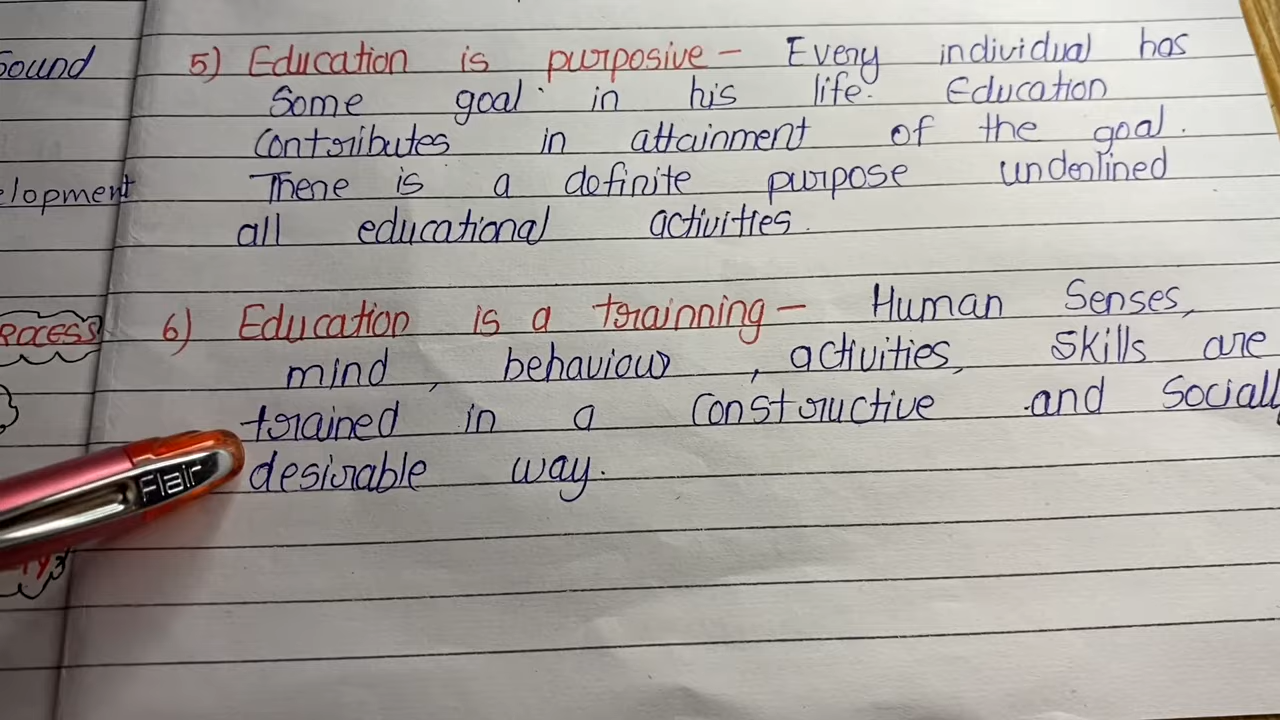 sound
5) Education is purposive - Every individual has
some goal in his life. Education
contributes in attainment of the goal.
There is a definite purpose underlined
all educational activities.
elopment
Process
6) Education is a trainning - Human Senses,
mind, behaviour, activities, skills are
trained in a constructive and Sociall
desirable way.
Flair